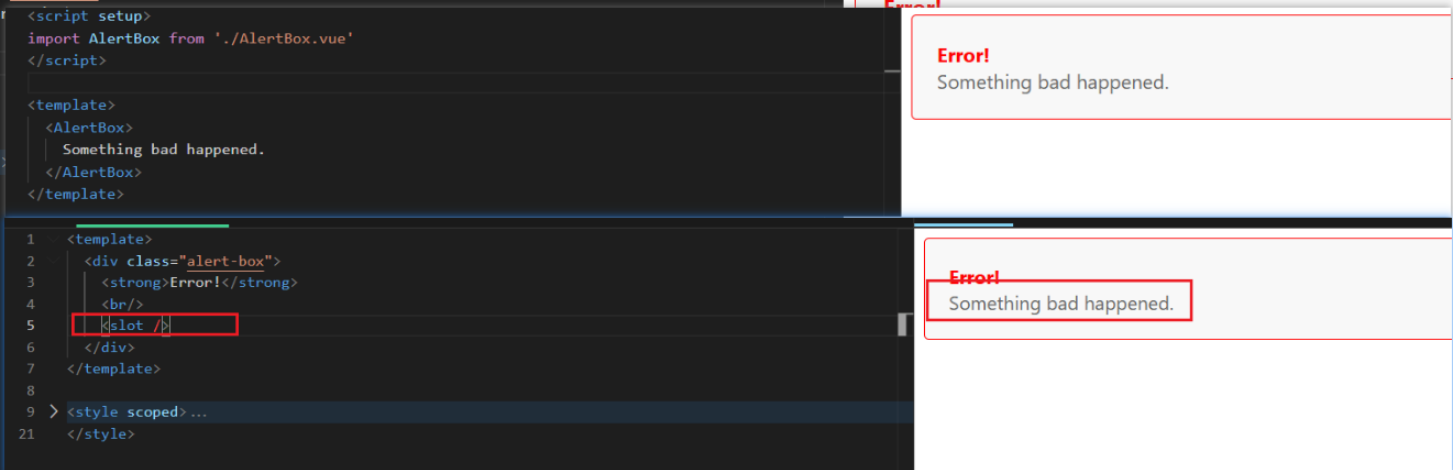 Error!
<script setup>
import AlertBox from './AlertBox.vue'
</script>
<template>
<AlertBox>
Something bad happened.
</AlertBox>
</template>
Error!
Something bad happened.
1 <template>
2 <div class="alert-box">
3 <strong>Error!</strong>
4 <br/>
5 <slot />
6 </div>
7 </template>
8
9 > <style scoped>...
21 </style>
Error!
Something bad happened.